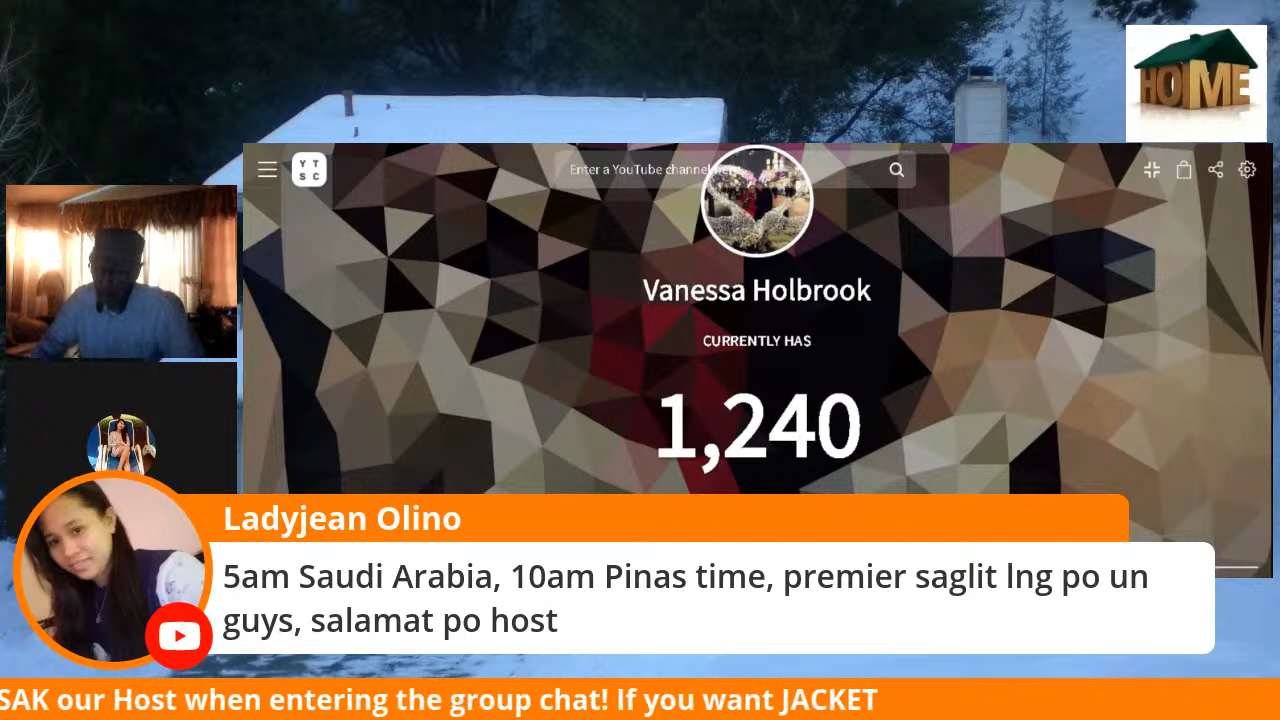 HOME
Y T
S C
Enter a YouTube channel
Vanessa Holbrook
CURRENTLY HAS
1,240
Ladyjean Olino
5am Saudi Arabia, 10am Pinas time, premier saglit lng po un
guys, salamat po host
SAK our Host when entering the group chat! If you want JACKET